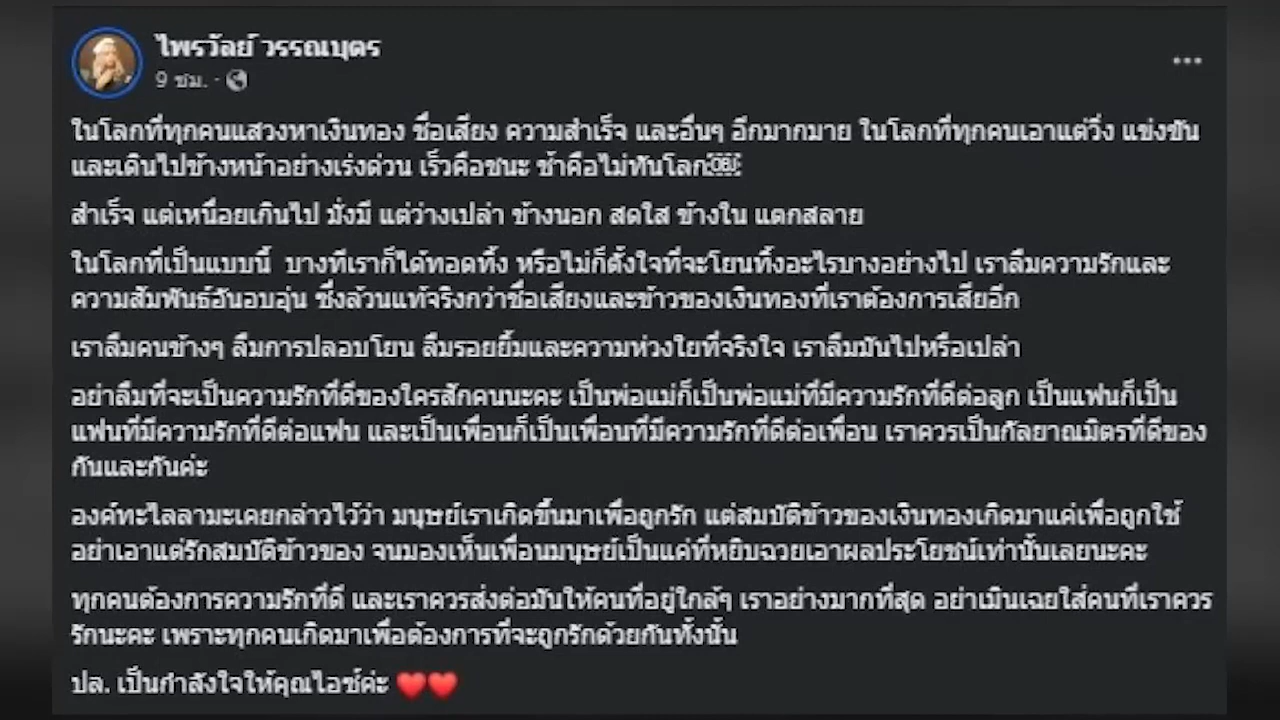 ไพรวัลย์ วรรณบุตร
9 ชม. ·
ในโลกที่ทุกคนแสวงหาเงินทอง ชื่อเสียง ความสำเร็จ และอื่นๆ อีกมากมาย ในโลกที่ทุกคนเอาแต่วิ่ง แข่งขัน
และเดินไปข้างหน้าอย่างเร่งด่วน เร็วคือชนะ ช้าคือไม่ทันโลก￼
สำเร็จ แต่เหนื่อยเกินไป มั่งมี แต่ว่างเปล่า ข้างนอก สดใส ข้างใน แตกสลาย
ในโลกที่เป็นแบบนี้ บางทีเราก็ได้ทอดทิ้ง หรือไม่ก็ตั้งใจที่จะโยนทิ้งอะไรบางอย่างไป เราลืมความรักและ
ความสัมพันธ์อันอบอุ่น ซึ่งล้วนแท้จริงกว่าชื่อเสียงและข้าวของเงินทองที่เราต้องการเสียอีก
เราลืมคนข้างๆ ลืมการปลอบโยน ลืมรอยยิ้มและความห่วงใยที่จริงใจ เราลืมมันไปหรือเปล่า
อย่าลืมที่จะเป็นความรักที่ดีของใครสักคนนะคะ เป็นพ่อแม่ก็เป็นพ่อแม่ที่มีความรักที่ดีต่อลูก เป็นแฟนก็เป็น
แฟนที่มีความรักที่ดีต่อแฟน และเป็นเพื่อนก็เป็นเพื่อนที่มีความรักที่ดีต่อเพื่อน เราควรเป็นกัลยาณมิตรที่ดีของ
กันและกันค่ะ
องค์ทะไลลามะเคยกล่าวไว้ว่า มนุษย์เราเกิดขึ้นมาเพื่อถูกรัก แต่สมบัติข้าวของเงินทองเกิดมาแค่เพื่อถูกใช้
อย่าเอาแต่รักสมบัติข้าวของ จนมองเห็นเพื่อนมนุษย์เป็นแค่ที่หยิบฉวยเอาผลประโยชน์เท่านั้นเลยนะคะ
ทุกคนต้องการความรักที่ดี และเราควรส่งต่อมันให้คนที่อยู่ใกล้ๆ เราอย่างมากที่สุด อย่าเมินเฉยใส่คนที่เราควร
รักนะคะ เพราะทุกคนเกิดมาเพื่อต้องการที่จะถูกรักด้วยกันทั้งนั้น
ปล. เป็นกำลังใจให้คุณไอซ์ค่ะ ❤️❤️